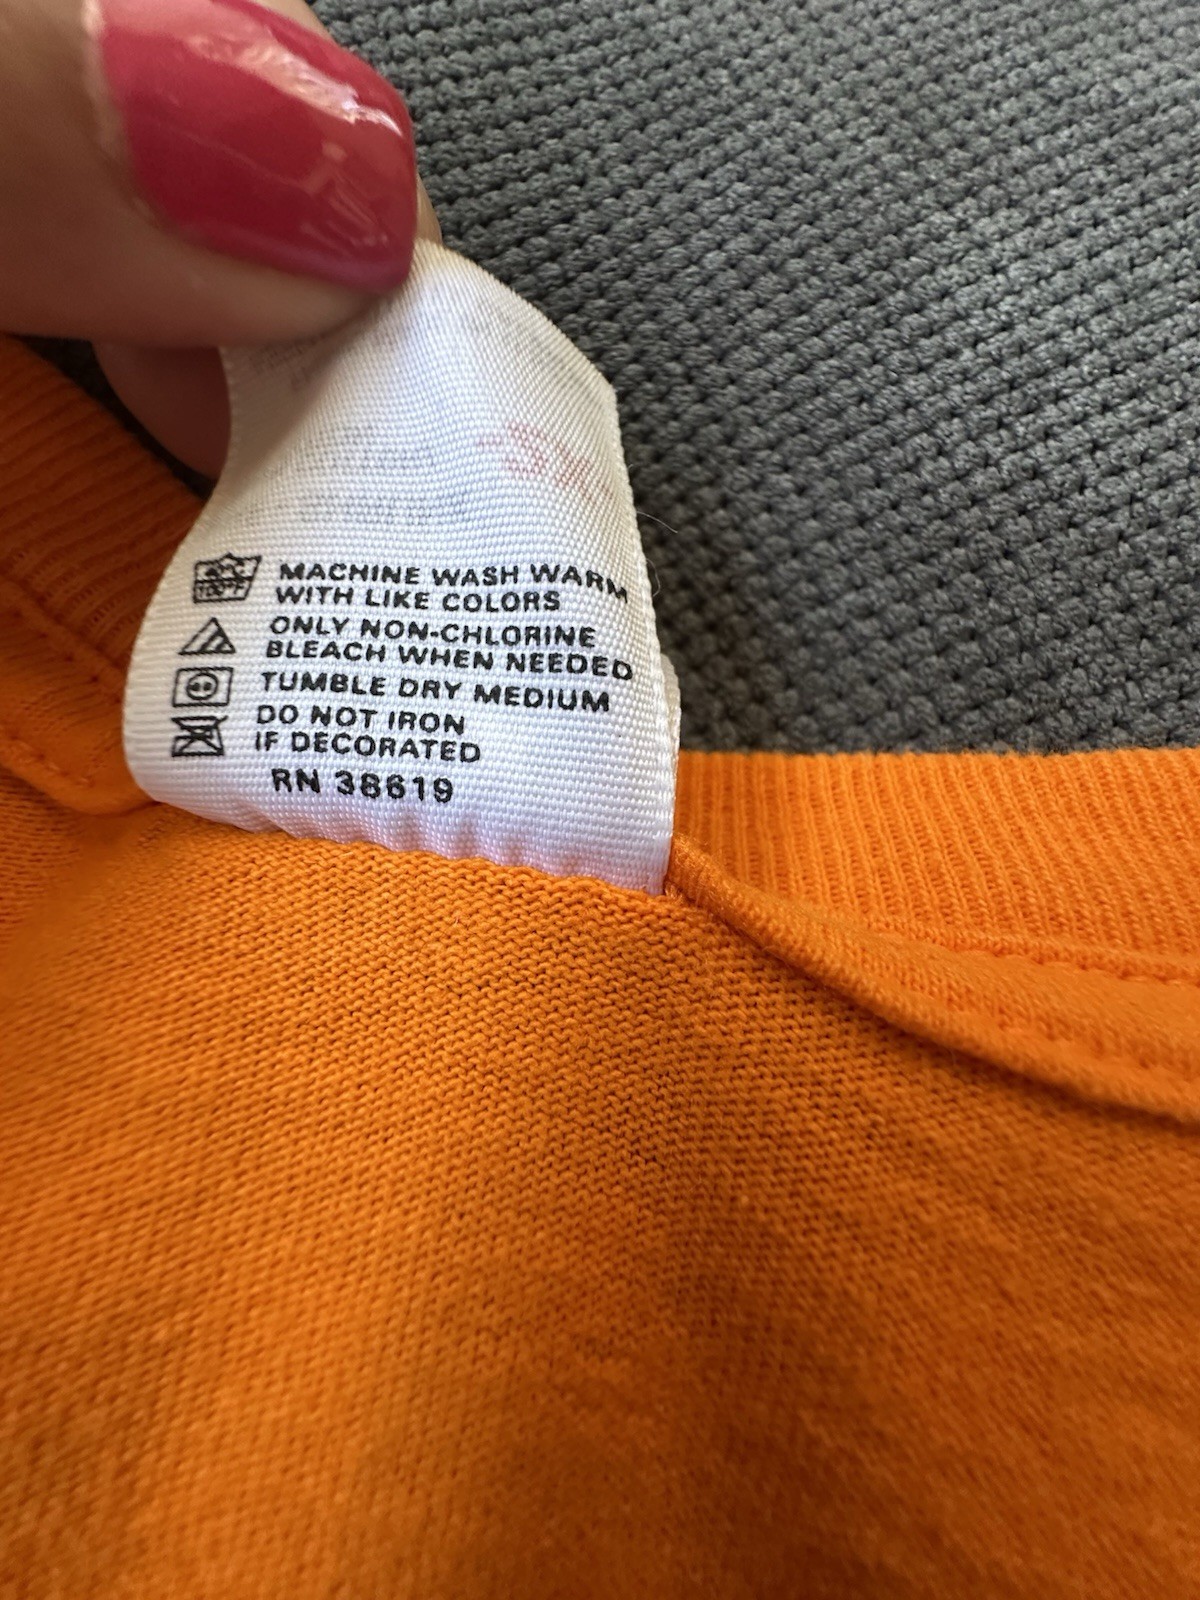 MACHINE WASH WARM
WITH LIKE COLORS
ONLY NON-CHLORINE
BLEACH WHEN NEEDED
TUMBLE DRY MEDIUM
DO NOT IRON
IF DECORATED
RN 38619